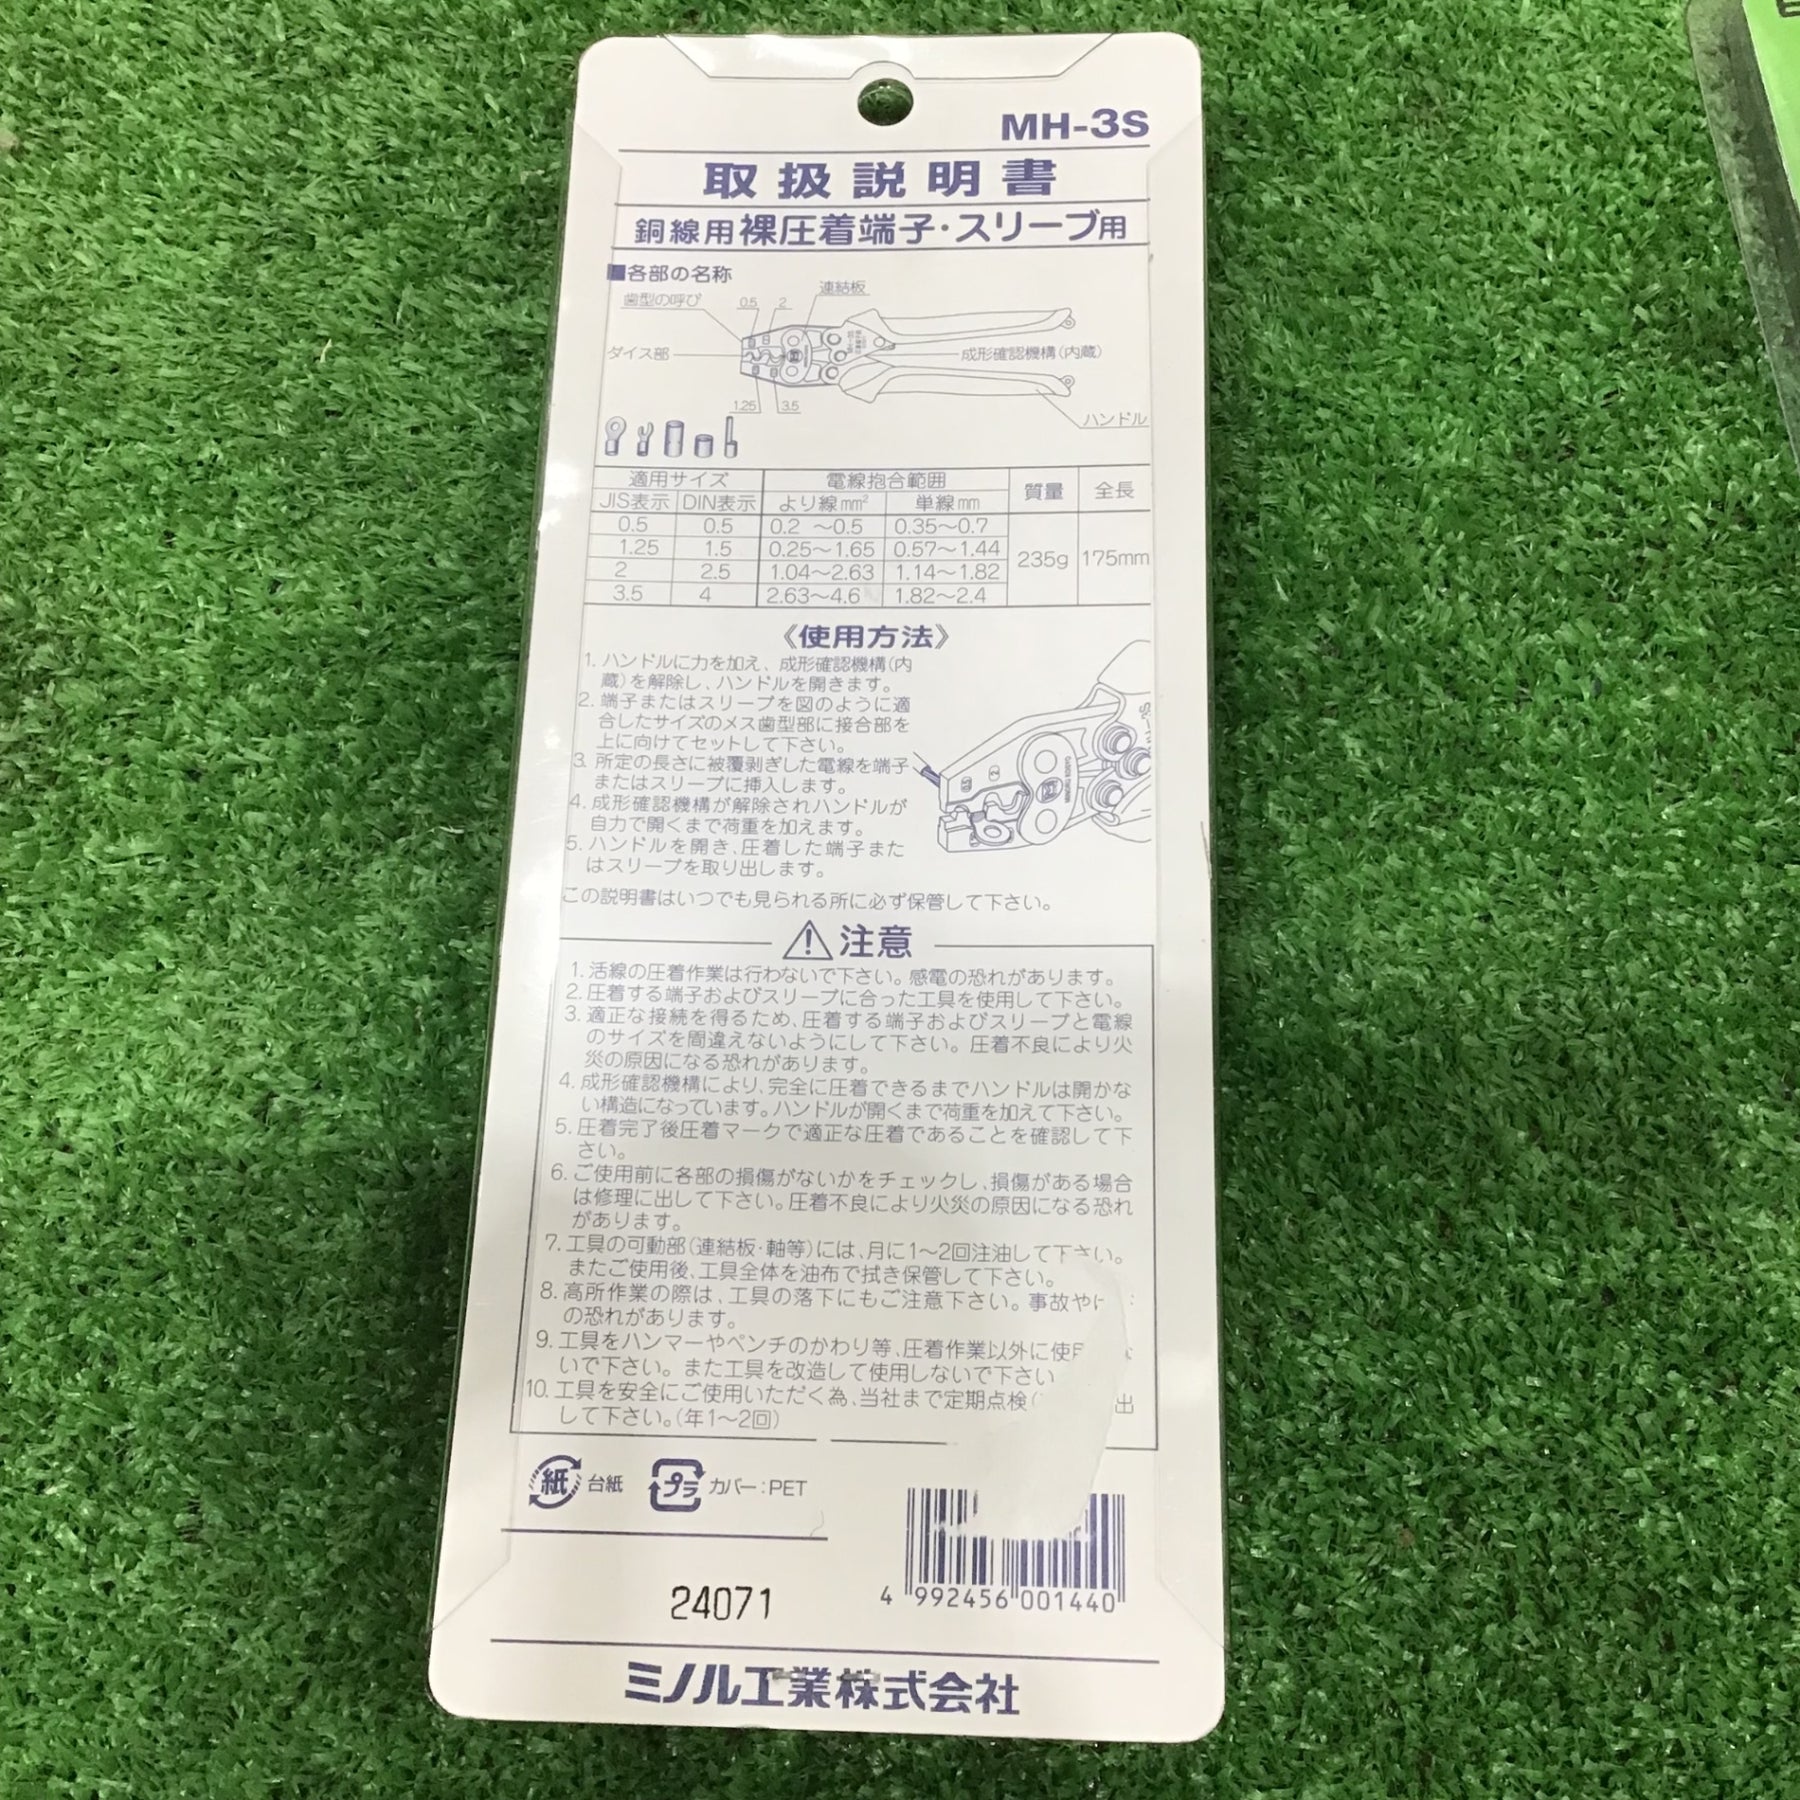 MH-3S
取扱説明書
銅線用裸圧着端子・スリーブ用
■各部の名称
歯型の呼び 0.5 2 連結板
ダイス部 成形確認機構(内蔵)
1.25 3.5 ハンドル
適用サイズ 電線抱合範囲 質量 全長
JIS表示 DIN表示 より線㎜² 単線㎜
0.5 0.5 0.2 〜0.5 0.35〜0.7
1.25 1.5 0.25〜1.65 0.57〜1.44 235g 175mm
2 2.5 1.04〜2.63 1.14〜1.82
3.5 4 2.63〜4.6 1.82〜2.4
《使用方法》
1. ハンドルに力を加え、成形確認機構(内
蔵)を解除し、ハンドルを開きます。
2. 端子またはスリーブを図のように適
合したサイズのメス歯型部に接合部を
上に向けてセットして下さい。
3. 所定の長さに被覆剥ぎした電線を端子
またはスリーブに挿入します。
4. 成形確認機構が解除されハンドルが
自力で開くまで荷重を加えます。
5. ハンドルを開き、圧着した端子また
はスリーブを取り出します。
この説明書はいつでも見られる所に必ず保管して下さい。
注意
1. 活線の圧着作業は行わないで下さい。感電の恐れがあります。
2. 圧着する端子およびスリーブに合った工具を使用して下さい。
3. 適正な接続を得るため、圧着する端子およびスリーブと電線
のサイズを間違えないようにして下さい。圧着不良により火
災の原因になる恐れがあります。
4. 成形確認機構により、完全に圧着できるまでハンドルは開かな
い構造になっています。ハンドルが開くまで荷重を加えて下さい。
5. 圧着完了後圧着マークで適正な圧着であることを確認して下
さい。
6. ご使用前に各部の損傷がないかをチェックし、損傷がある場合
は修理に出して下さい。圧着不良により火災の原因になる恐れ
があります。
7. 工具の可動部(連結板・軸等)には、月に1〜2回注油して下さい。
またご使用後、工具全体を油布で拭き保管して下さい。
8. 高所作業の際は、工具の落下にもご注意下さい。事故や
の恐れがあります。
9. 工具をハンマーやペンチのかわり等、圧着作業以外に使
いで下さい。また工具を改造して使用しないで下さい
10. 工具を安全にご使用いただく為、当社まで定期点検( 出
して下さい。(年1〜2回)
紙 台紙 プラ カバー:PET
24071
4 992456 001440
ミノル工業株式会社